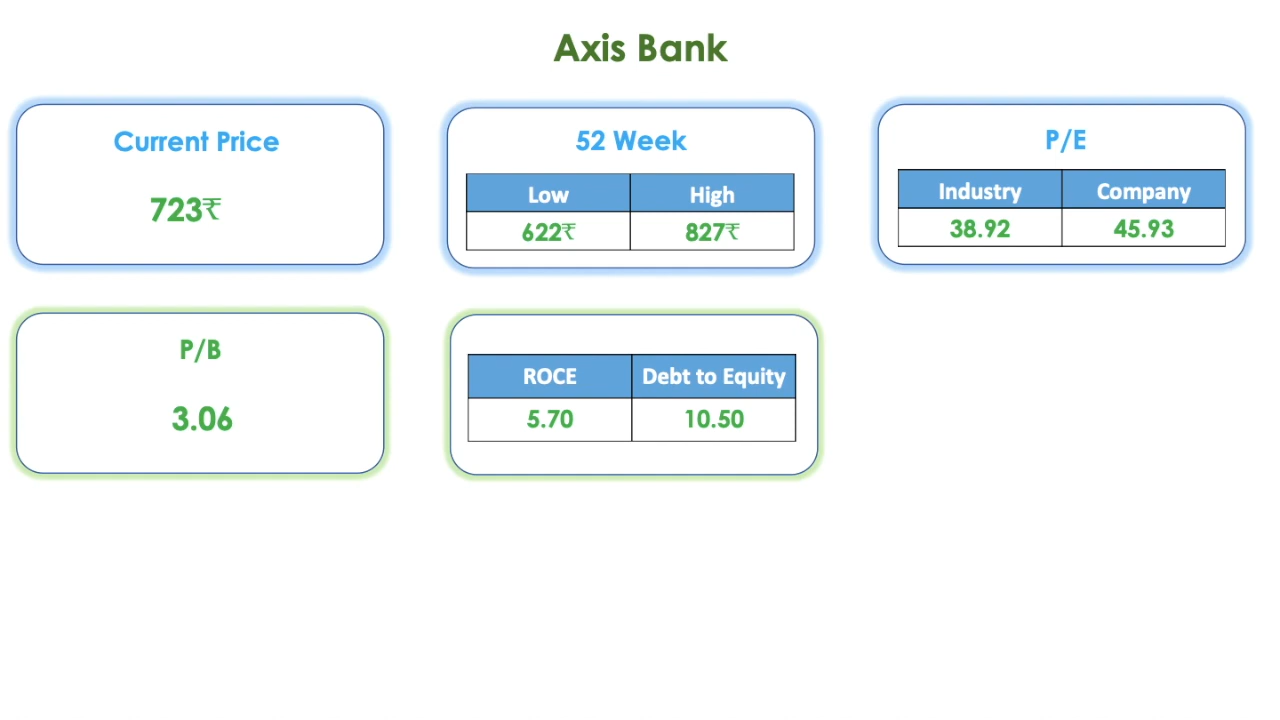 Axis Bank
Current Price
723₹
52 Week
Low High
622₹ 827₹
P/E
Industry Company
38.92 45.93
P/B
3.06
ROCE Debt to Equity
5.70 10.50